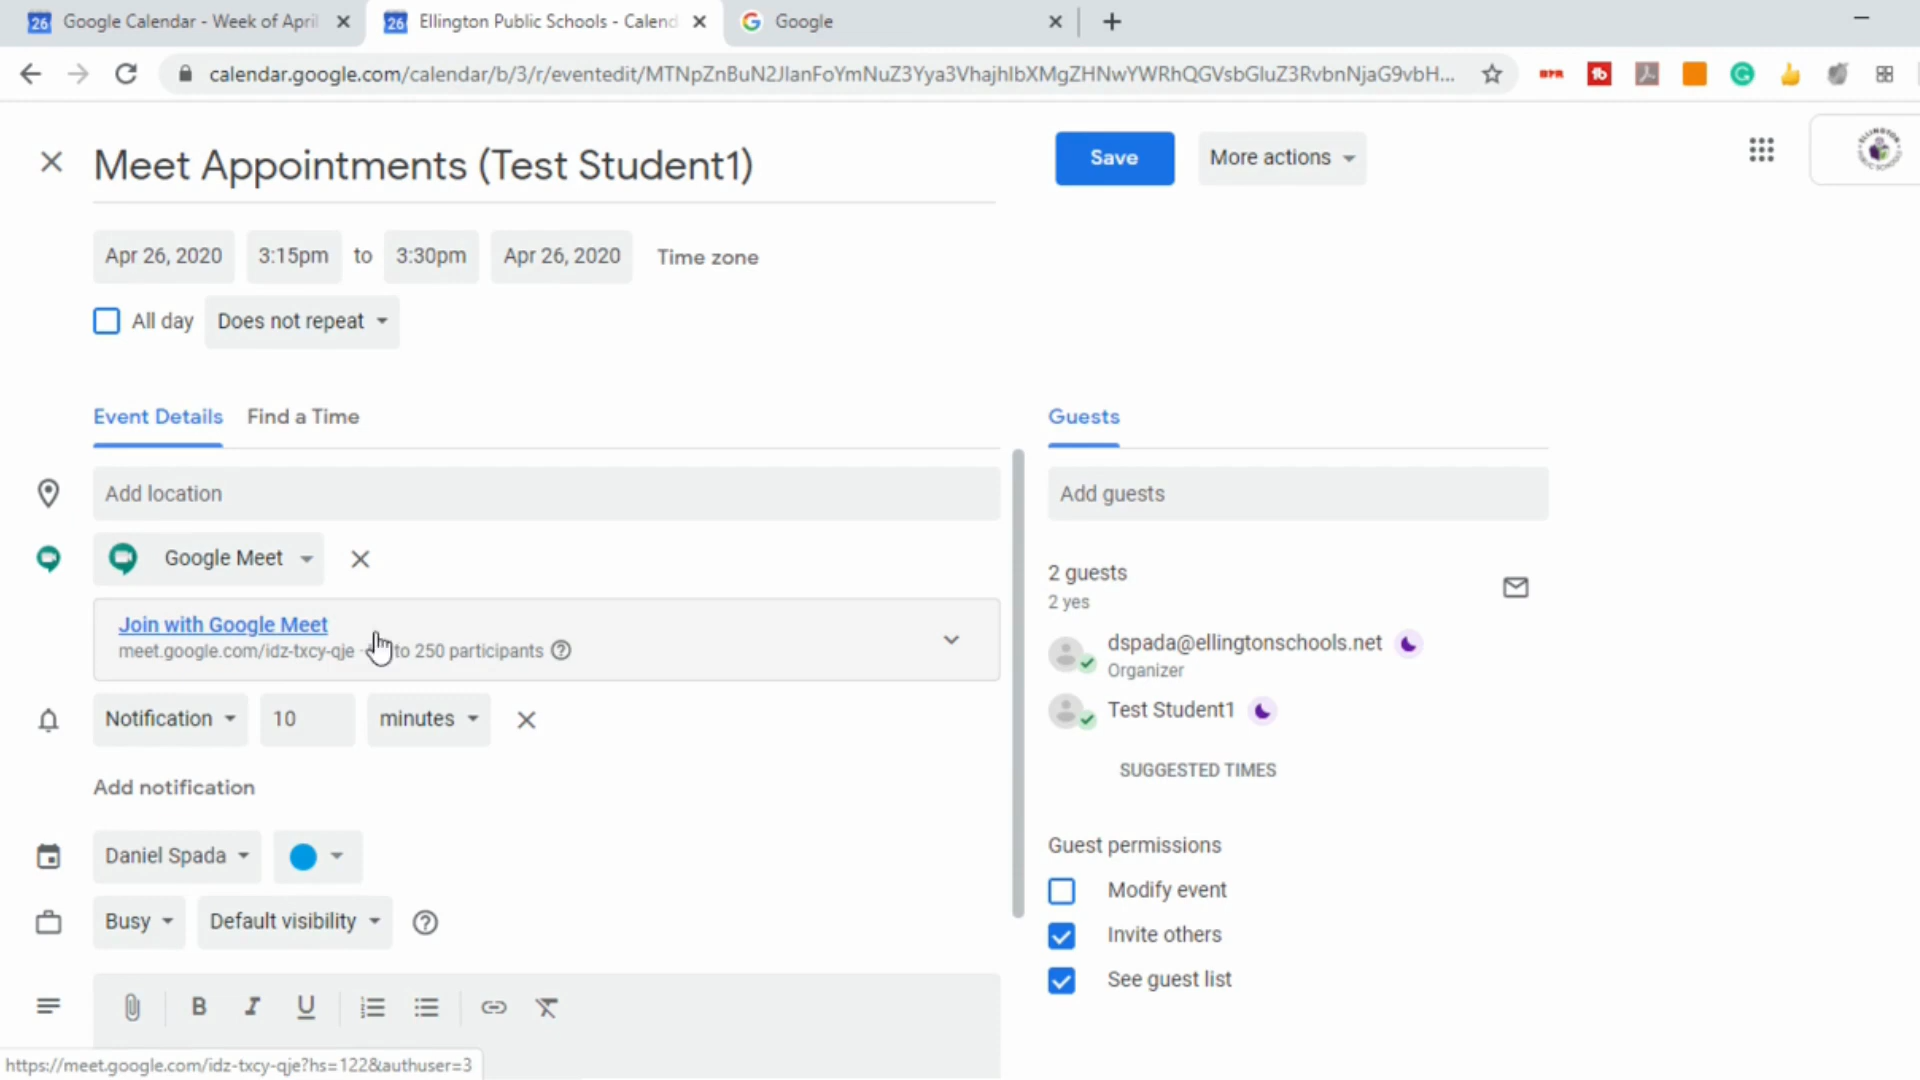 26 Google Calendar - Week of April
26 Ellington Public Schools - Calend
Google
calendar.google.com/calendar/b/3/r/eventedit/MTNpZnBuN2JlanFoYmNuZ3Yya3VhajhlbXMgZHNwYWRhQGVsbGluZ3RvbnNjaG9vbH...
Meet Appointments (Test Student1)
Save
More actions
Apr 26, 2020 3:15pm to 3:30pm Apr 26, 2020 Time zone
All day Does not repeat
Event Details Find a Time
Guests
Add location
Add guests
Google Meet
2 guests
2 yes
Join with Google Meet
meet.google.com/idz-txcy-qje to 250 participants
dspada@ellingtonschools.net
Organizer
Test Student1
Notification 10 minutes
SUGGESTED TIMES
Add notification
Guest permissions
Daniel Spada
Modify event
Busy Default visibility
Invite others
See guest list
B I U
https://meet.google.com/idz-txcy-qje?hs=122&authuser=3